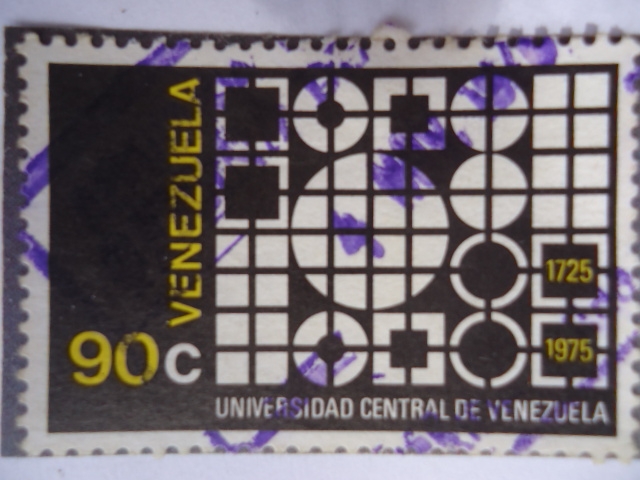 VENEZUELA
90c
1725
1975
UNIVERSIDAD CENTRAL DE VENEZUELA